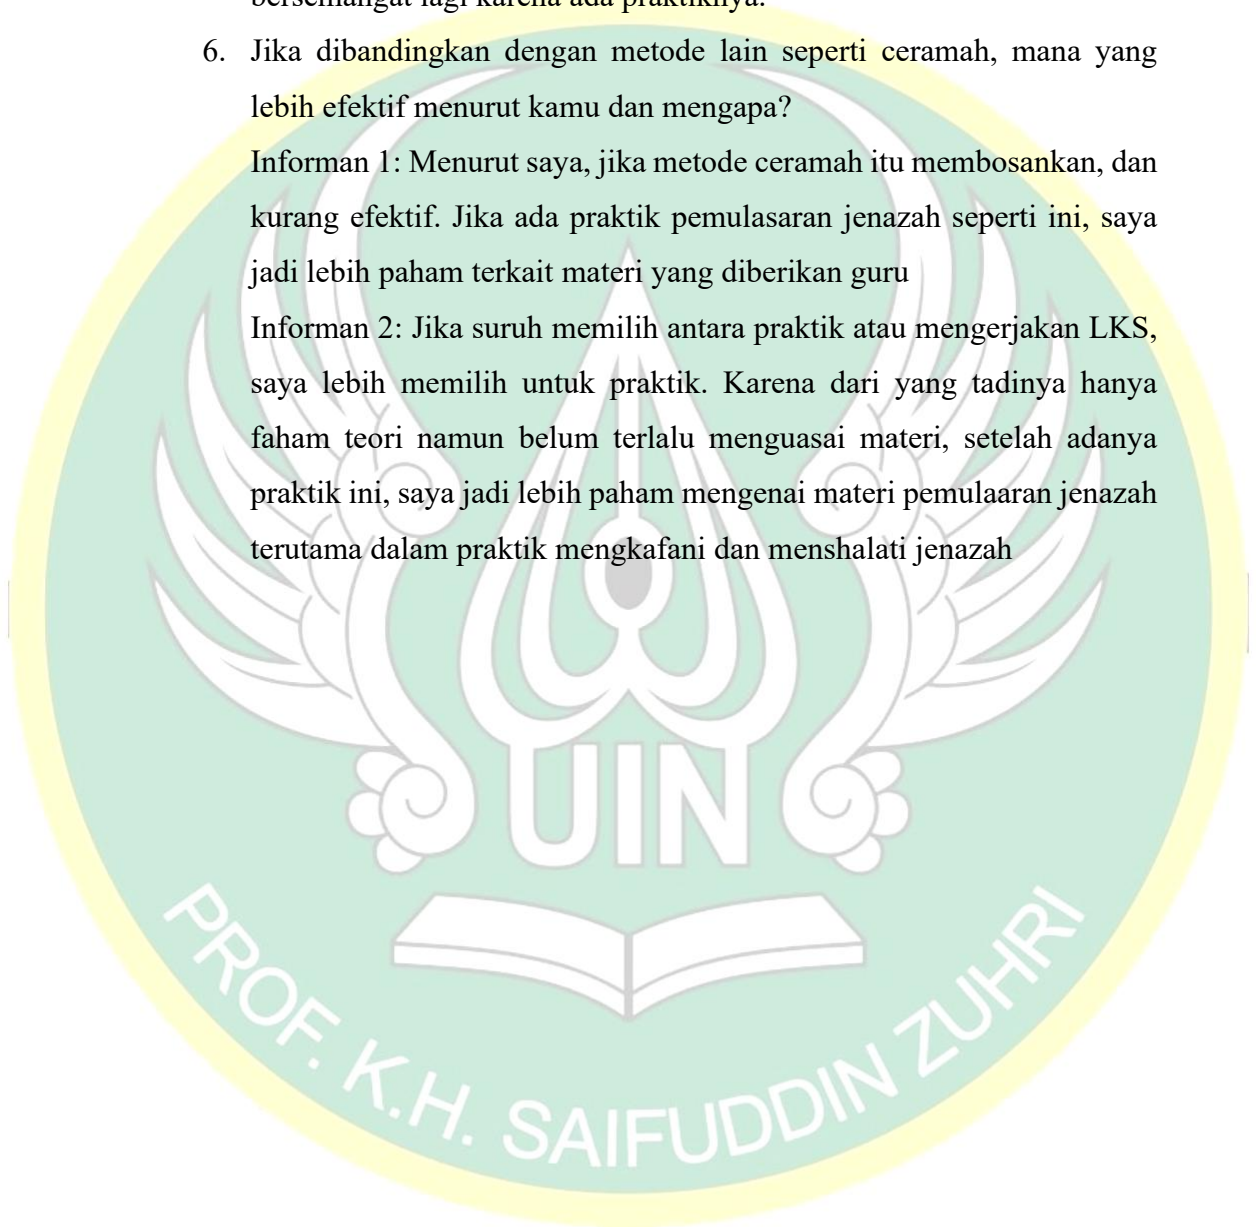 bersemangat lagi karena ada praktiknya.
6. Jika dibandingkan dengan metode lain seperti ceramah, mana yang
lebih efektif menurut kamu dan mengapa?
Informan 1: Menurut saya, jika metode ceramah itu membosankan, dan
kurang efektif. Jika ada praktik pemulasaran jenazah seperti ini, saya
jadi lebih paham terkait materi yang diberikan guru
Informan 2: Jika suruh memilih antara praktik atau mengerjakan LKS,
saya lebih memilih untuk praktik. Karena dari yang tadinya hanya
faham teori namun belum terlalu menguasai materi, setelah adanya
praktik ini, saya jadi lebih paham mengenai materi pemulaaran jenazah
terutama dalam praktik mengkafani dan menshalati jenazah
UIN
PROF. K.H. SAIFUDDIN ZUHRI